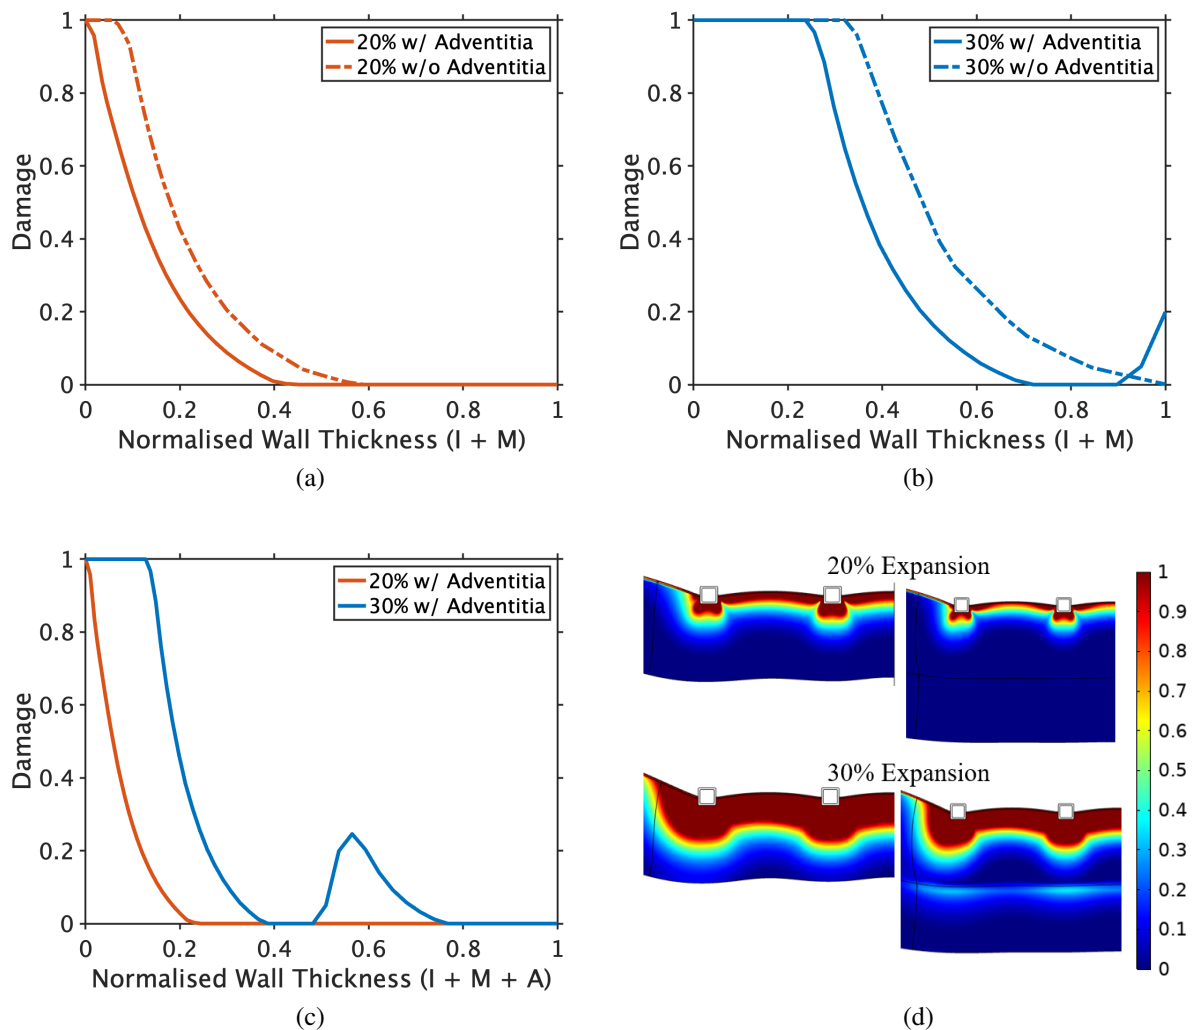 20% w/ Adventitia
20% w/o Adventitia
1
0.8
0.6
0.4
0.2
0
Damage
0 0.2 0.4 0.6 0.8 1
Normalised Wall Thickness (I + M)
(a)
30% w/ Adventitia
30% w/o Adventitia
1
0.8
0.6
0.4
0.2
0
Damage
0 0.2 0.4 0.6 0.8 1
Normalised Wall Thickness (I + M)
(b)
20% w/ Adventitia
30% w/ Adventitia
1
0.8
0.6
0.4
0.2
0
Damage
0 0.2 0.4 0.6 0.8 1
Normalised Wall Thickness (I + M + A)
(c)
20% Expansion
30% Expansion
1
0.9
0.8
0.7
0.6
0.5
0.4
0.3
0.2
0.1
0
(d)